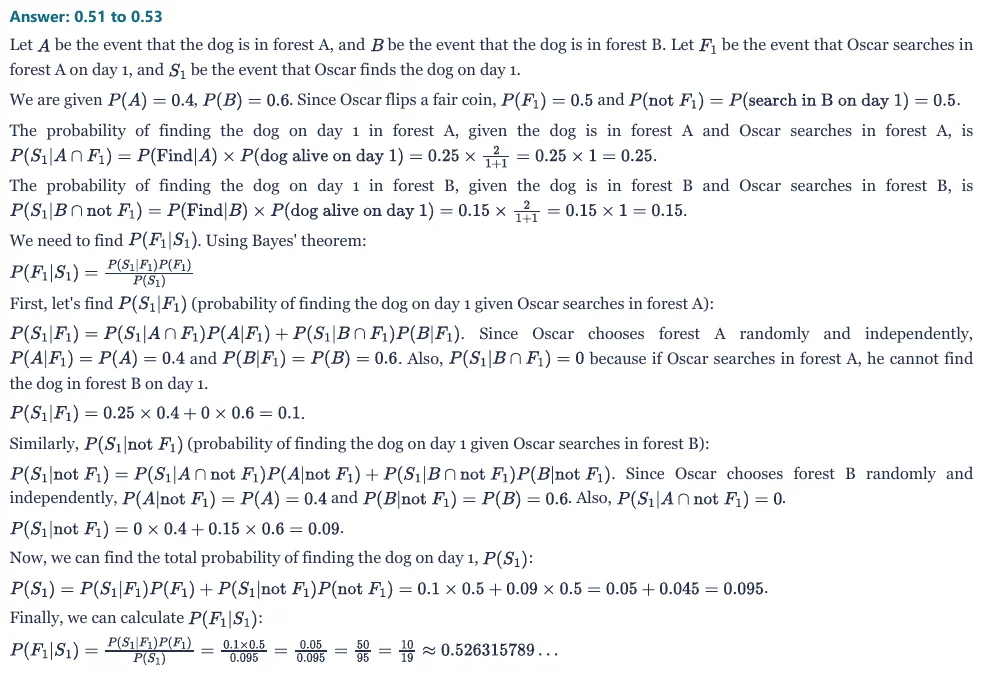 Answer: 0.51 to 0.53
Let A be the event that the dog is in forest A, and B be the event that the dog is in forest B. Let F₁ be the event that Oscar searches in
forest A on day 1, and S₁ be the event that Oscar finds the dog on day 1.
We are given P(A) = 0.4, P(B) = 0.6. Since Oscar flips a fair coin, P(F₁) = 0.5 and P(not F₁) = P(search in B on day 1) = 0.5.
The probability of finding the dog on day 1 in forest A, given the dog is in forest A and Oscar searches in forest A, is
P(S₁|A ∩ F₁) = P(Find|A) × P(dog alive on day 1) = 0.25 × 2/(1+1) = 0.25 × 1 = 0.25.
The probability of finding the dog on day 1 in forest B, given the dog is in forest B and Oscar searches in forest B, is
P(S₁|B ∩ not F₁) = P(Find|B) × P(dog alive on day 1) = 0.15 × 2/(1+1) = 0.15 × 1 = 0.15.
We need to find P(F₁|S₁). Using Bayes' theorem:
P(F₁|S₁) = P(S₁|F₁)P(F₁)/P(S₁)
First, let's find P(S₁|F₁) (probability of finding the dog on day 1 given Oscar searches in forest A):
P(S₁|F₁) = P(S₁|A ∩ F₁)P(A|F₁) + P(S₁|B ∩ F₁)P(B|F₁). Since Oscar chooses forest A randomly and independently,
P(A|F₁) = P(A) = 0.4 and P(B|F₁) = P(B) = 0.6. Also, P(S₁|B ∩ F₁) = 0 because if Oscar searches in forest A, he cannot find
the dog in forest B on day 1.
P(S₁|F₁) = 0.25 × 0.4 + 0 × 0.6 = 0.1.
Similarly, P(S₁|not F₁) (probability of finding the dog on day 1 given Oscar searches in forest B):
P(S₁|not F₁) = P(S₁|A ∩ not F₁)P(A|not F₁) + P(S₁|B ∩ not F₁)P(B|not F₁). Since Oscar chooses forest B randomly and
independently, P(A|not F₁) = P(A) = 0.4 and P(B|not F₁) = P(B) = 0.6. Also, P(S₁|A ∩ not F₁) = 0.
P(S₁|not F₁) = 0 × 0.4 + 0.15 × 0.6 = 0.09.
Now, we can find the total probability of finding the dog on day 1, P(S₁):
P(S₁) = P(S₁|F₁)P(F₁) + P(S₁|not F₁)P(not F₁) = 0.1 × 0.5 + 0.09 × 0.5 = 0.05 + 0.045 = 0.095.
Finally, we can calculate P(F₁|S₁):
P(F₁|S₁) = P(S₁|F₁)P(F₁)/P(S₁) = 0.1×0.5/0.095 = 0.05/0.095 = 50/95 = 10/19 ≈ 0.526315789 . . .